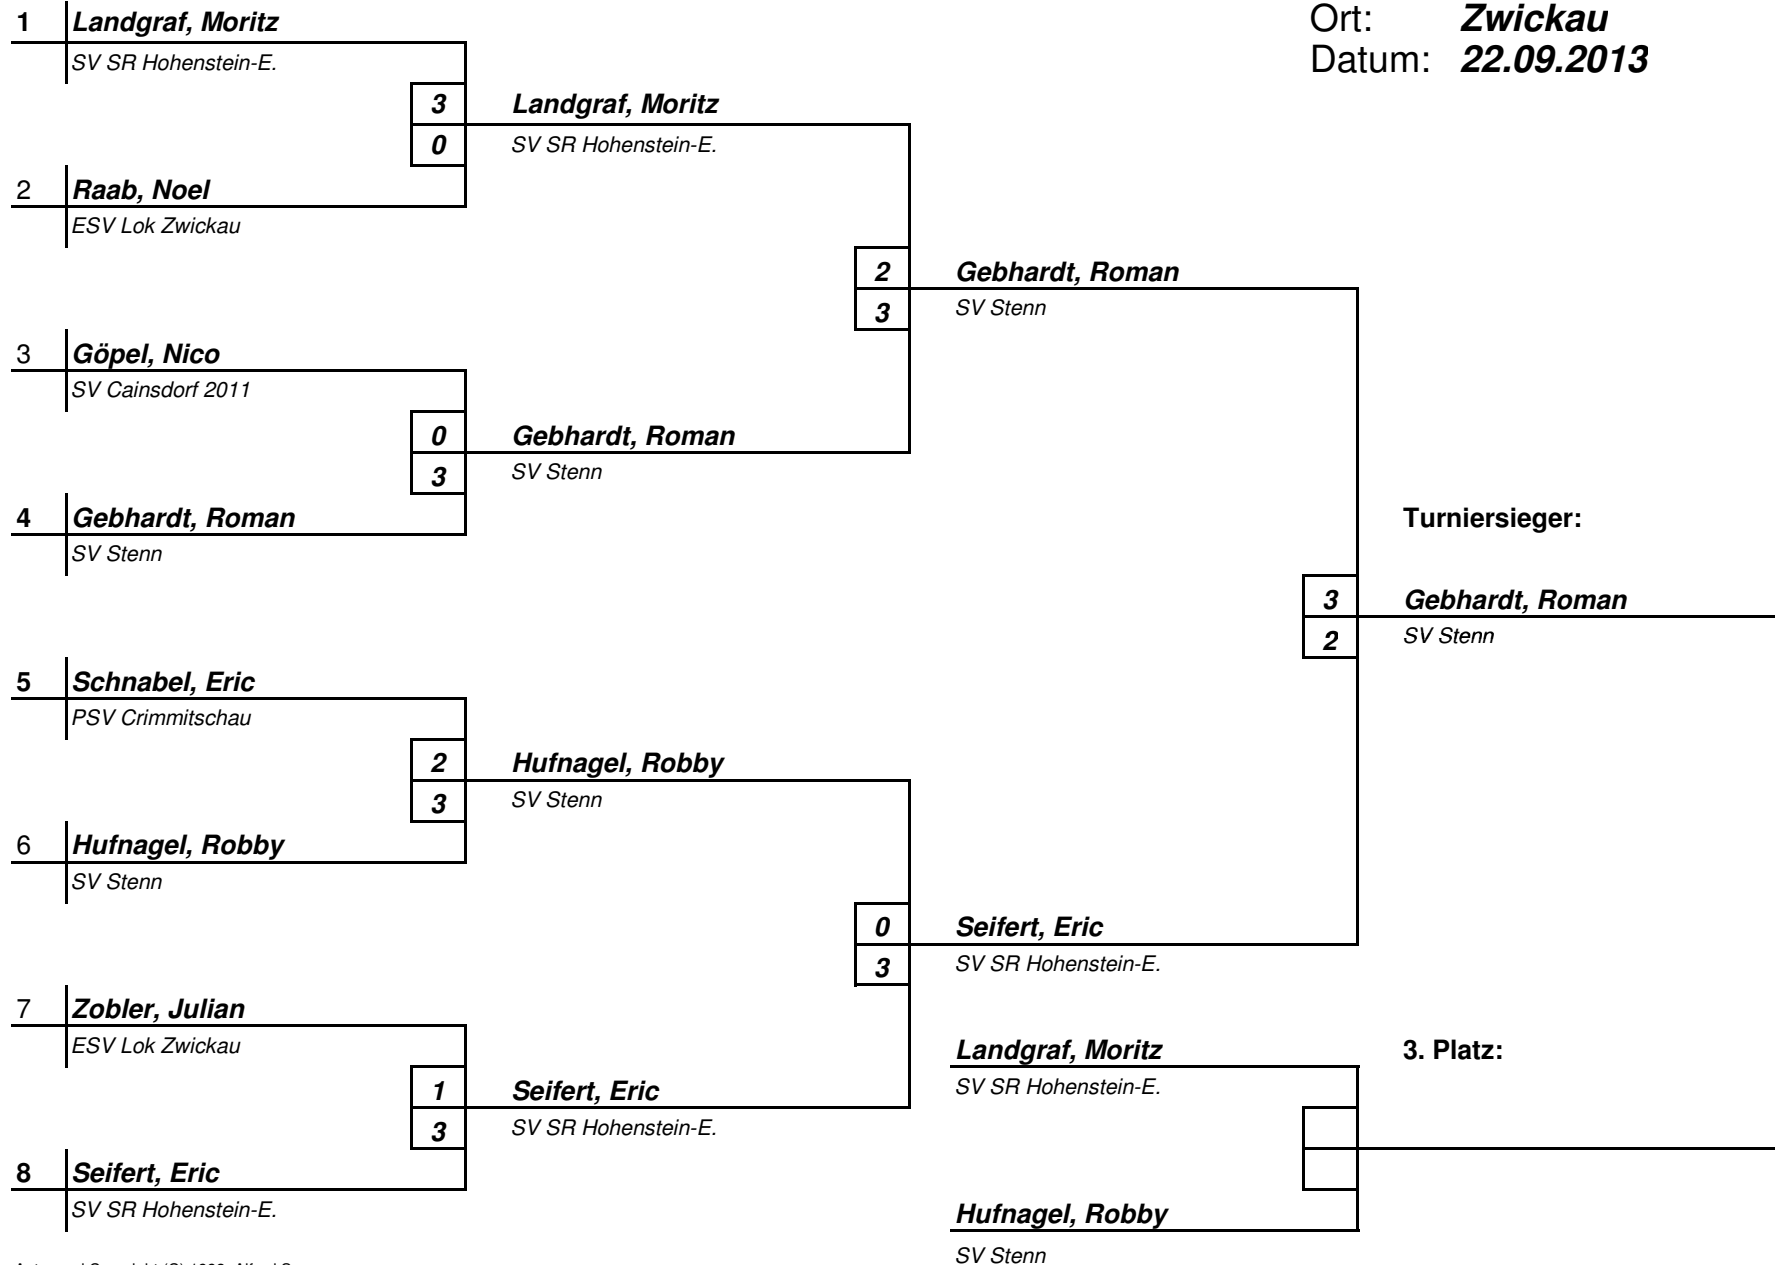 Ort: Zwickau
Datum: 22.09.2013
1 Landgraf, Moritz
SV SR Hohenstein-E.
3 Landgraf, Moritz
0 SV SR Hohenstein-E.
2 Raab, Noel
ESV Lok Zwickau
2 Gebhardt, Roman
3 SV Stenn
3 Göpel, Nico
SV Cainsdorf 2011
0 Gebhardt, Roman
3 SV Stenn
4 Gebhardt, Roman
SV Stenn
Turniersieger:
3 Gebhardt, Roman
2 SV Stenn
5 Schnabel, Eric
PSV Crimmitschau
2 Hufnagel, Robby
3 SV Stenn
6 Hufnagel, Robby
SV Stenn
0 Seifert, Eric
3 SV SR Hohenstein-E.
7 Zobler, Julian
ESV Lok Zwickau
Landgraf, Moritz
SV SR Hohenstein-E.
3. Platz:
1 Seifert, Eric
3 SV SR Hohenstein-E.
8 Seifert, Eric
SV SR Hohenstein-E.
Hufnagel, Robby
SV Stenn